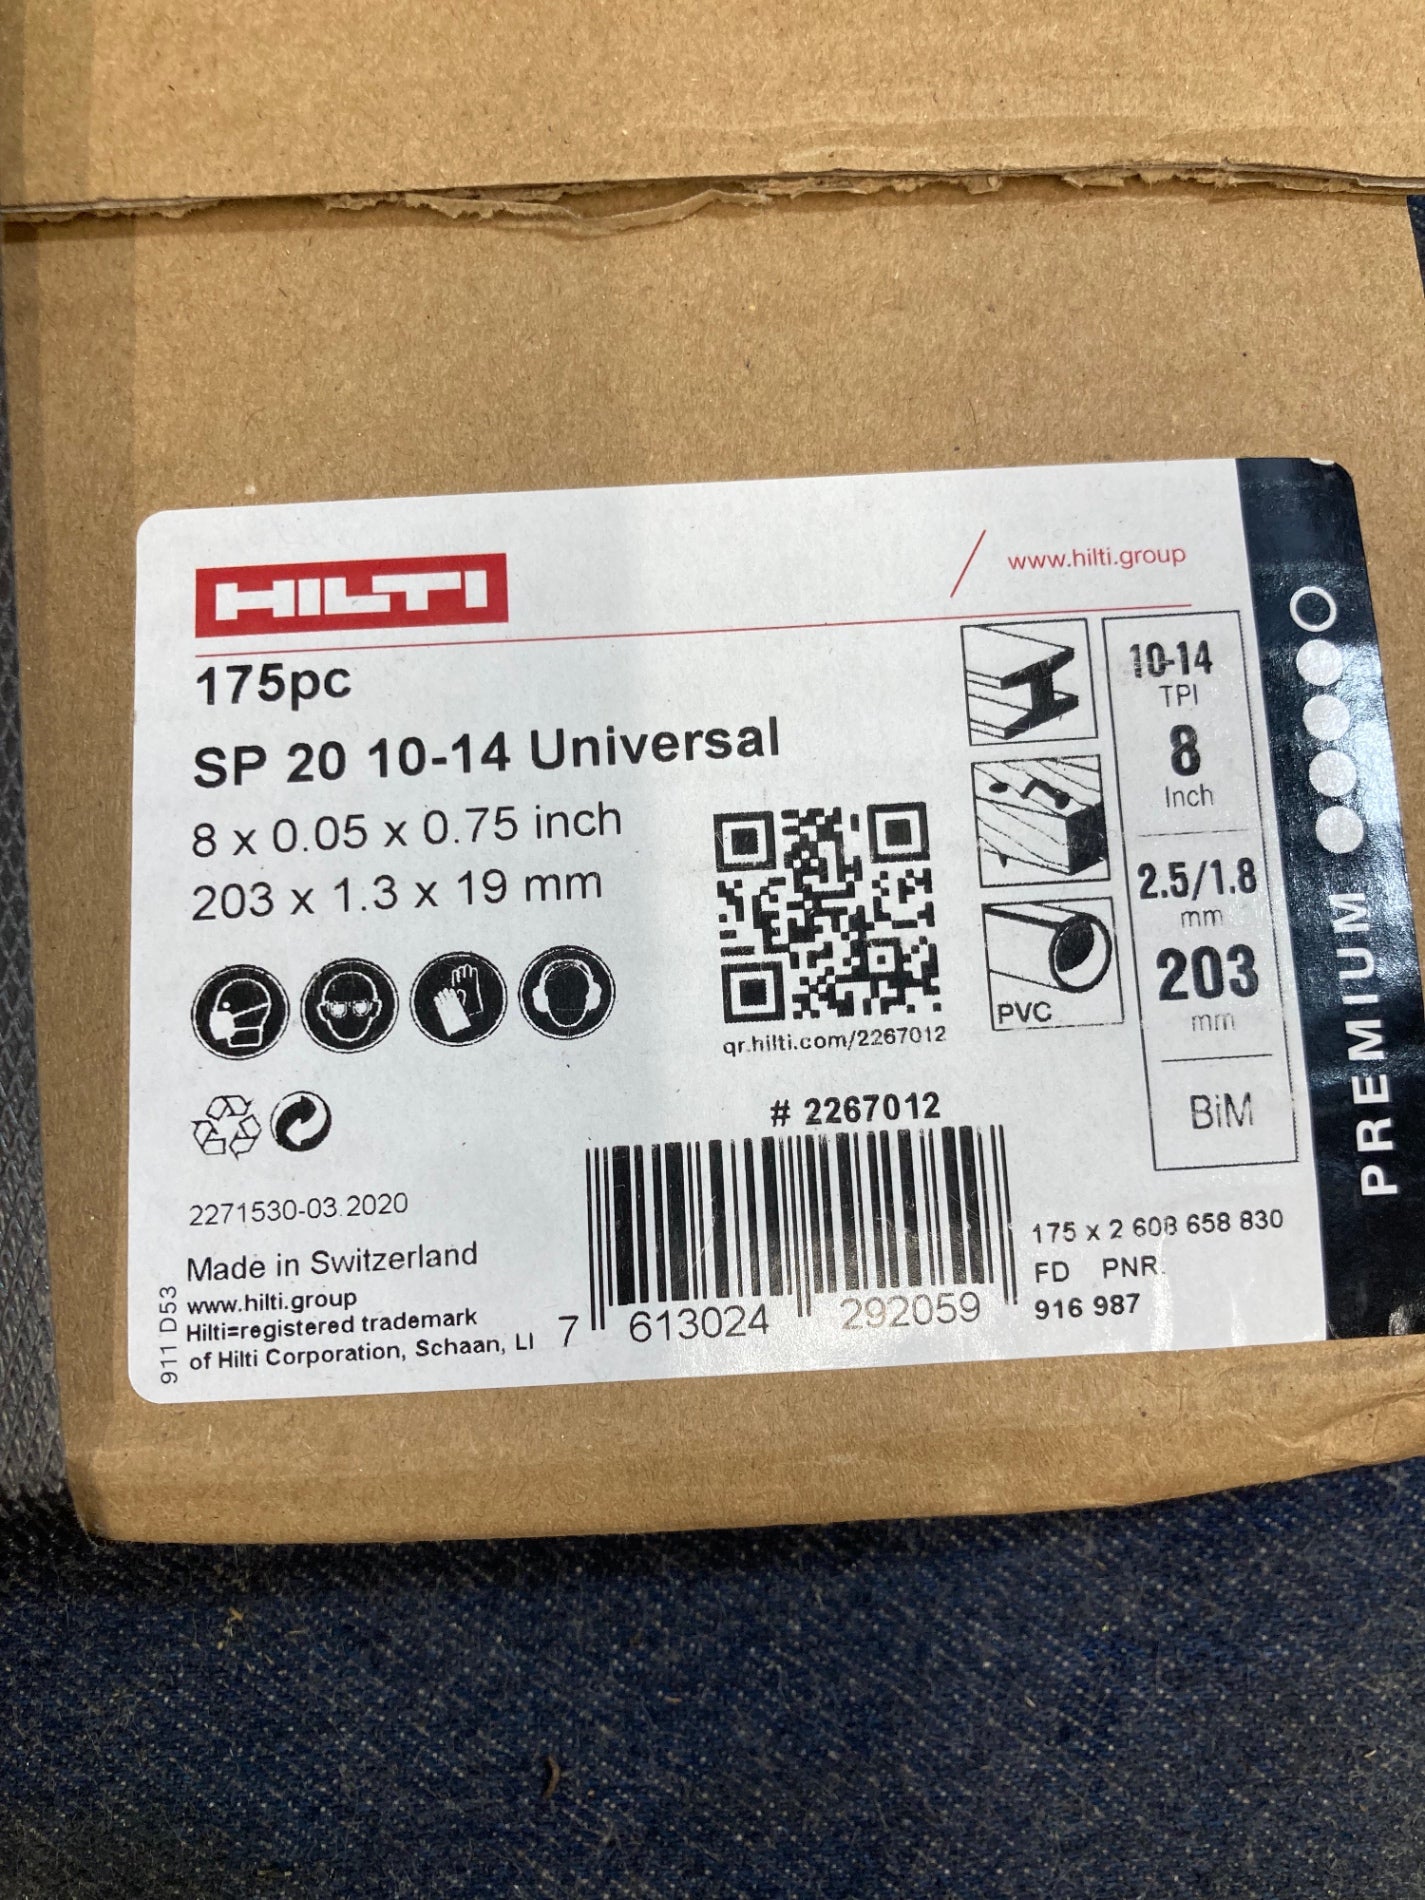 HILTI
www.hilti.group
175pc
SP 20 10-14 Universal
8 x 0.05 x 0.75 inch
203 x 1.3 x 19 mm
qr.hilti.com/2267012
PVC
10-14
TPI
8
Inch
2.5/1.8
mm
203
mm
BiM
PREMIUM
# 2267012
7 613024 292059
2271530-03.2020
Made in Switzerland
www.hilti.group
Hilti=registered trademark
of Hilti Corporation, Schaan, LI
911 D53
175 x 2 608 658 830
FD PNR.
916 987